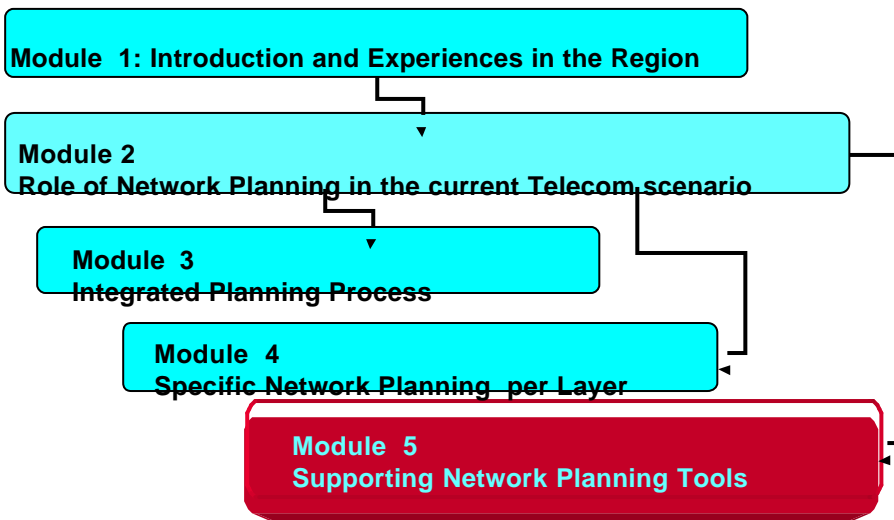 Module 1: Introduction and Experiences in the Region
Module 2
Role of Network Planning in the current Telecom scenario
Module 3
Integrated Planning Process
Module 4
Specific Network Planning per Layer
Module 5
Supporting Network Planning Tools